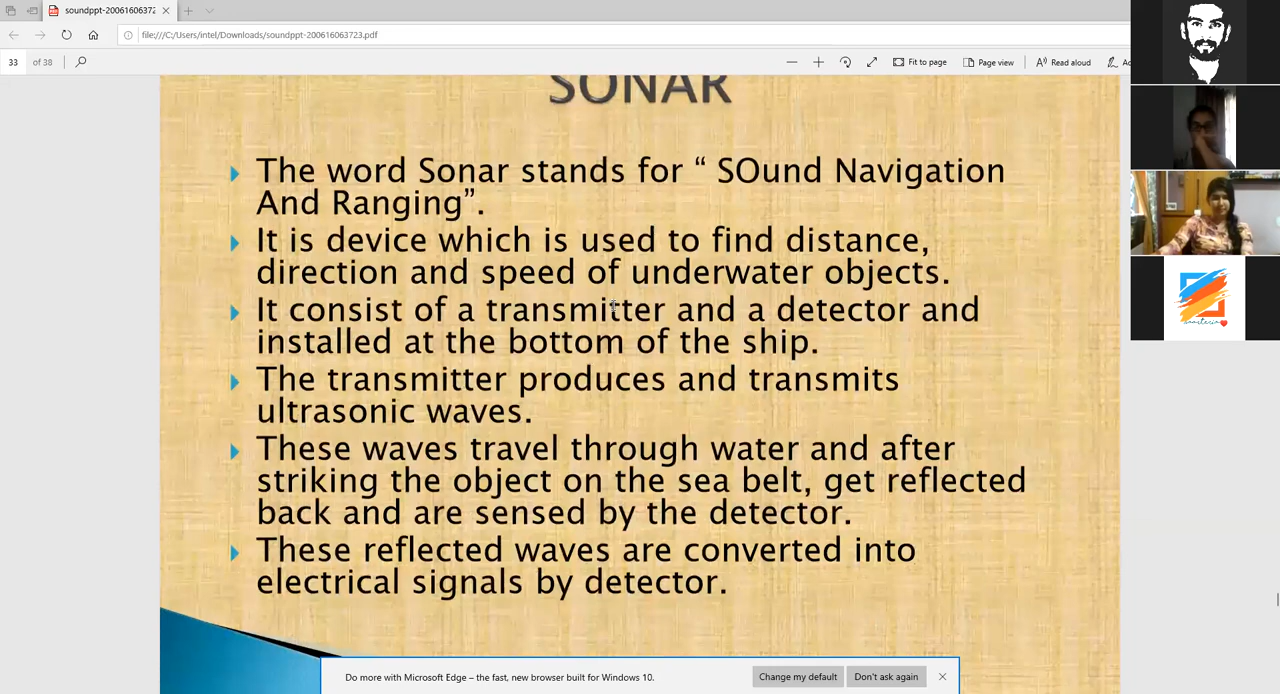 soundppt-20061606372
file:///C:/Users/intel/Downloads/soundppt-200616063723.pdf
33 of 38
Fit to page
Page view
Read aloud
SONAR
The word Sonar stands for “ SOund Navigation
And Ranging”.
It is device which is used to find distance,
direction and speed of underwater objects.
It consist of a transmitter and a detector and
installed at the bottom of the ship.
The transmitter produces and transmits
ultrasonic waves.
These waves travel through water and after
striking the object on the sea belt, get reflected
back and are sensed by the detector.
These reflected waves are converted into
electrical signals by detector.
Do more with Microsoft Edge – the fast, new browser built for Windows 10.
Change my default
Don't ask again